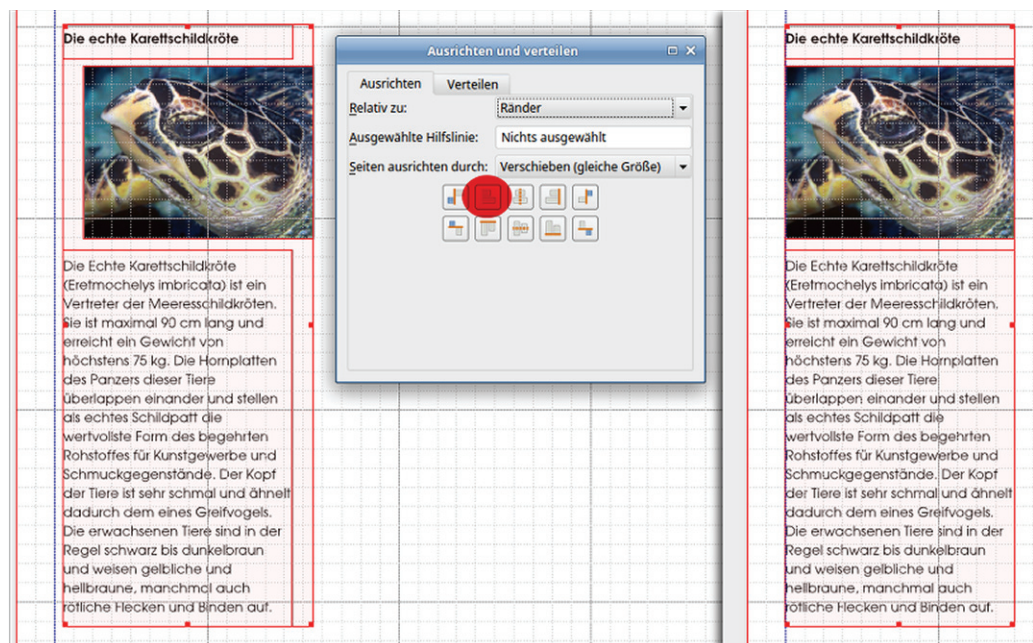 Die echte Karettschildkröte
Die Echte Karettschildkröte
(Eretmochelys imbricata) ist ein
Vertreter der Meeresschildkröten.
Sie ist maximal 90 cm lang und
erreicht ein Gewicht von
höchstens 75 kg. Die Hornplatten
des Panzers dieser Tiere
überlappen einander und stellen
als echtes Schildpatt die
wertvollste Form des begehrten
Rohstoffes für Kunstgewerbe und
Schmuckgegenstände. Der Kopf
der Tiere ist sehr schmal und ähnelt
dadurch dem eines Greifvogels.
Die erwachsenen Tiere sind in der
Regel schwarz bis dunkelbraun
und weisen gelbliche und
hellbraune, manchmal auch
rötliche Flecken und Binden auf.
Ausrichten und verteilen
Ausrichten Verteilen
Relativ zu: Ränder
Ausgewählte Hilfslinie: Nichts ausgewählt
Seiten ausrichten durch: Verschieben (gleiche Größe)
Die echte Karettschildkröte
Die Echte Karettschildkröte
(Eretmochelys imbricata) ist ein
Vertreter der Meeresschildkröten.
Sie ist maximal 90 cm lang und
erreicht ein Gewicht von
höchstens 75 kg. Die Hornplatten
des Panzers dieser Tiere
überlappen einander und stellen
als echtes Schildpatt die
wertvollste Form des begehrten
Rohstoffes für Kunstgewerbe und
Schmuckgegenstände. Der Kopf
der Tiere ist sehr schmal und ähnelt
dadurch dem eines Greifvogels.
Die erwachsenen Tiere sind in der
Regel schwarz bis dunkelbraun
und weisen gelbliche und
hellbraune, manchmal auch
rötliche Flecken und Binden auf.